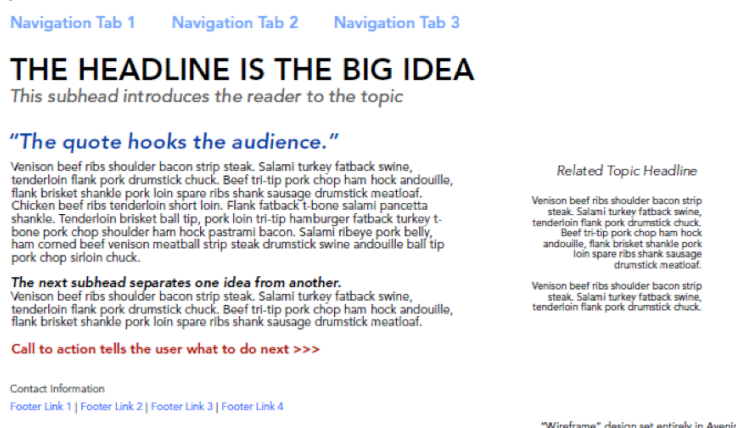 Navigation Tab 1 Navigation Tab 2 Navigation Tab 3
THE HEADLINE IS THE BIG IDEA
This subhead introduces the reader to the topic
“The quote hooks the audience.”
Venison beef ribs shoulder bacon strip steak. Salami turkey fatback swine,
tenderloin flank pork drumstick chuck. Beef tri-tip pork chop ham hock andouille,
flank brisket shankle pork loin spare ribs shank sausage drumstick meatloaf.
Chicken beef ribs tenderloin short loin. Flank fatback t-bone salami pancetta
shankle. Tenderloin brisket ball tip, pork loin tri-tip hamburger fatback turkey t-
bone pork chop shoulder ham hock pastrami bacon. Salami ribeye pork belly,
ham corned beef venison meatball strip steak drumstick swine andouille ball tip
pork chop sirloin chuck.
The next subhead separates one idea from another.
Venison beef ribs shoulder bacon strip steak. Salami turkey fatback swine,
tenderloin flank pork drumstick chuck. Beef tri-tip pork chop ham hock andouille,
flank brisket shankle pork loin spare ribs shank sausage drumstick meatloaf.
Call to action tells the user what to do next >>>
Related Topic Headline
Venison beef ribs shoulder bacon strip
steak. Salami turkey fatback swine,
tenderloin flank pork drumstick chuck.
Beef tri-tip pork chop ham hock
andouille, flank brisket shankle pork
loin spare ribs shank sausage
drumstick meatloaf.
Venison beef ribs shoulder bacon strip
steak. Salami turkey fatback swine,
tenderloin flank pork drumstick chuck.
Contact Information
Footer Link 1 | Footer Link 2 | Footer Link 3 | Footer Link 4
“Wireframe” design set entirely in